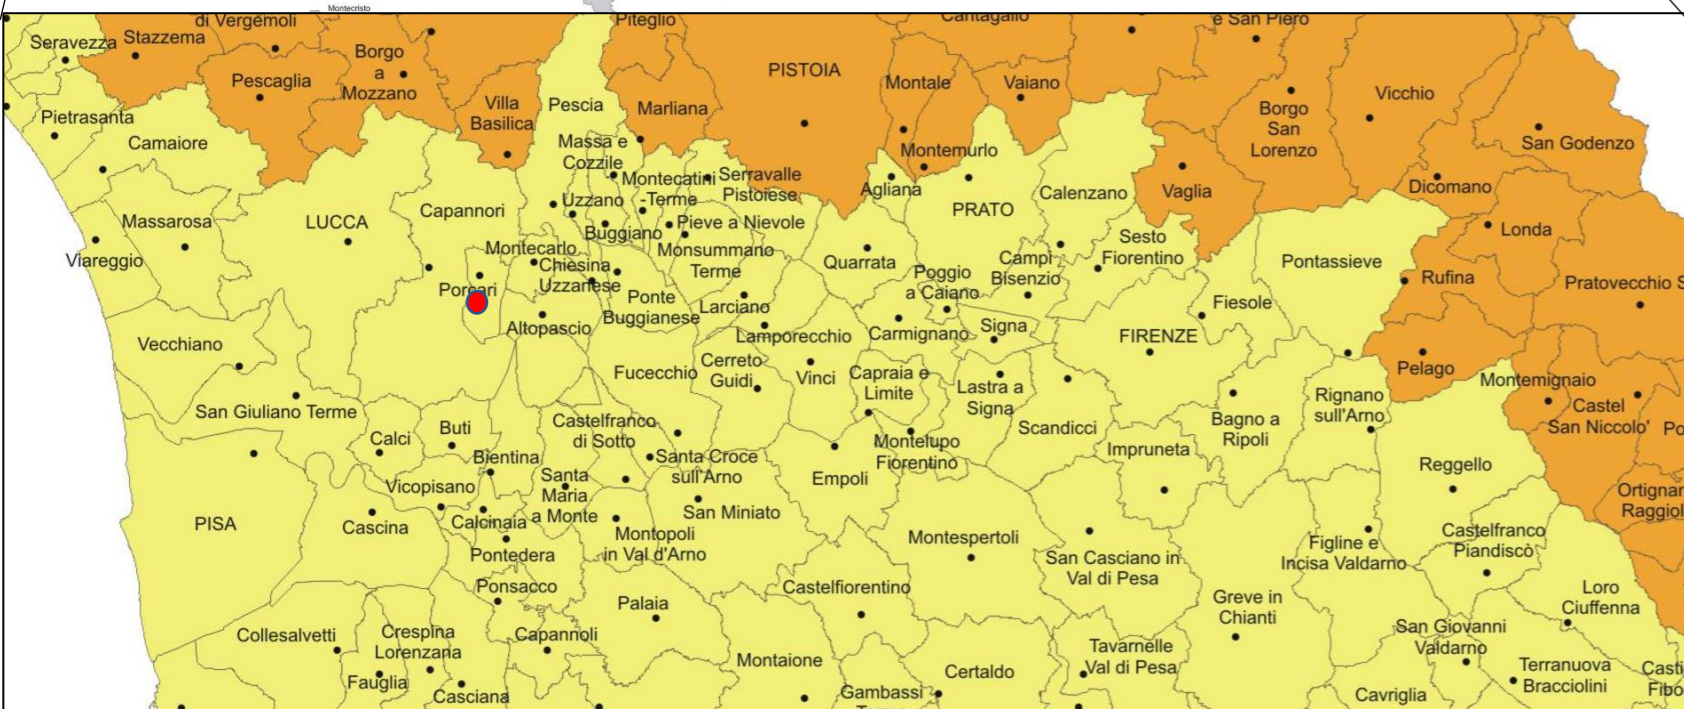 Montecristo
di Vergemoli
Piteglio
Cantagallo
e San Piero
Seravezza
Stazzema
Borgo
a
Mozzano
Pescaglia
PISTOIA
Montale
Vaiano
Vicchio
Villa
Basilica
Pescia
Marliana
Borgo
San
Lorenzo
Pietrasanta
Camaiore
Massa e
Cozzile
Montemurlo
San Godenzo
Montecatini
-Terme
Serravalle
Pistoiese
Agliana
Calenzano
Vaglia
Dicomano
Uzzano
Massarosa
LUCCA
Capannori
PRATO
Pieve a Nievole
Buggiano
Londa
Viareggio
Montecarlo
Monsummano
Terme
Sesto
Fiorentino
Chiesina
Uzzanese
Quarrata
Poggio
a Caiano
Campi
Bisenzio
Pontassieve
Rufina
Pratovecchio S
Porcari
Ponte
Buggianese
Larciano
Fiesole
Altopascio
Lamporecchio
Carmignano
Signa
FIRENZE
Vecchiano
Fucecchio
Cerreto
Guidi
Vinci
Capraia e
Limite
Lastra a
Signa
Pelago
Montemignaio
Rignano
sull'Arno
Castel
San Niccolo'
Po
San Giuliano Terme
Castelfranco
di Sotto
Scandicci
Bagno a
Ripoli
Calci
Buti
Montelupo
Fiorentino
Impruneta
Bientina
Santa Croce
sull'Arno
Empoli
Reggello
Vicopisano
Santa
Maria
a Monte
San Miniato
Ortignan
Raggiol
PISA
Cascina
Calcinaia
Montopoli
in Val d'Arno
Montespertoli
Castelfranco
Piandiscò
Pontedera
San Casciano in
Val di Pesa
Figline e
Incisa Valdarno
Ponsacco
Castelfiorentino
Loro
Ciuffenna
Palaia
Greve in
Chianti
Collesalvetti
Crespina
Lorenzana
Capannoli
San Giovanni
Valdarno
Tavarnelle
Val di Pesa
Montaione
Certaldo
Terranuova
Bracciolini
Casti
Fibo
Fauglia
Casciana
Gambassi
Cavriglia